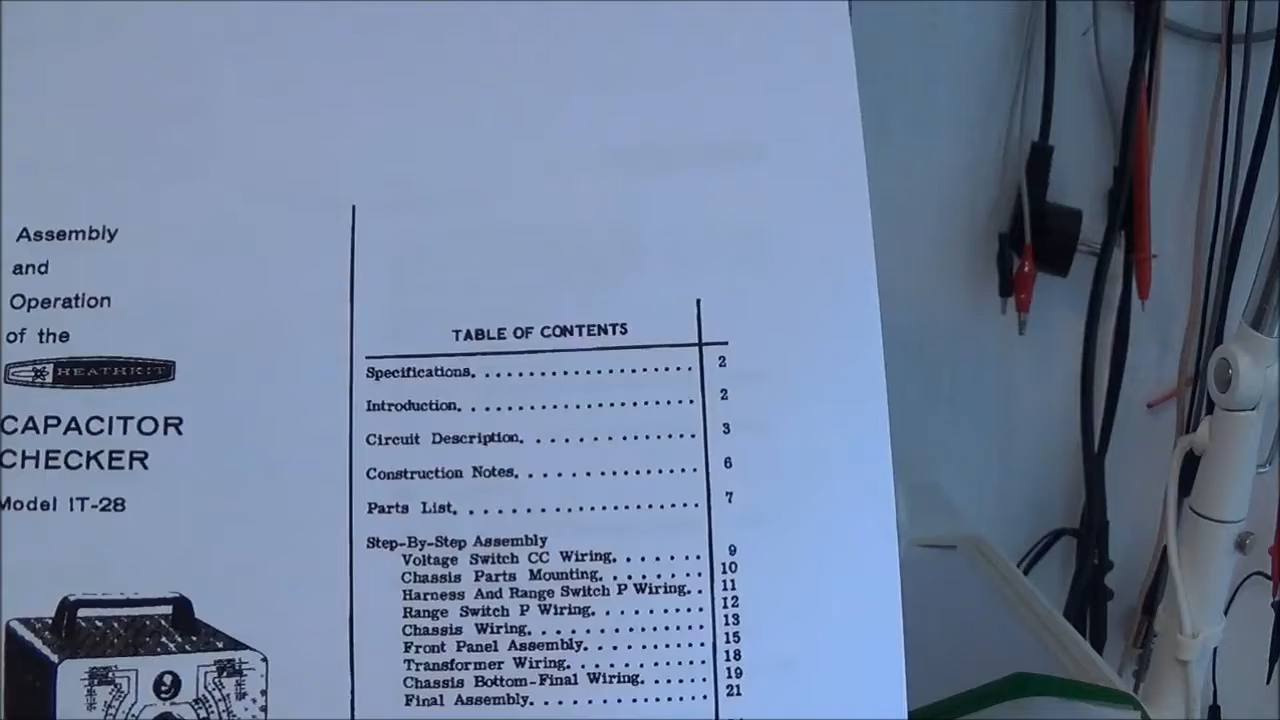 Assembly
and
Operation
of the
HEATHKIT
CAPACITOR
CHECKER
Model IT-28
TABLE OF CONTENTS
Specifications. . . . . . . . . . . . . . . . . . . 2
Introduction. . . . . . . . . . . . . . . . . . . . 2
Circuit Description. . . . . . . . . . . . . . . 3
Construction Notes. . . . . . . . . . . . . . . 6
Parts List. . . . . . . . . . . . . . . . . . . . . 7
Step-By-Step Assembly
Voltage Switch CC Wiring. . . . . . . 9
Chassis Parts Mounting. . . . . . . . 10
Harness And Range Switch P Wiring. . 11
Range Switch P Wiring. . . . . . . . . 12
Chassis Wiring. . . . . . . . . . . . . . 13
Front Panel Assembly. . . . . . . . . 15
Transformer Wiring. . . . . . . . . . . 18
Chassis Bottom-Final Wiring. . . . . 19
Final Assembly. . . . . . . . . . . . . . 21